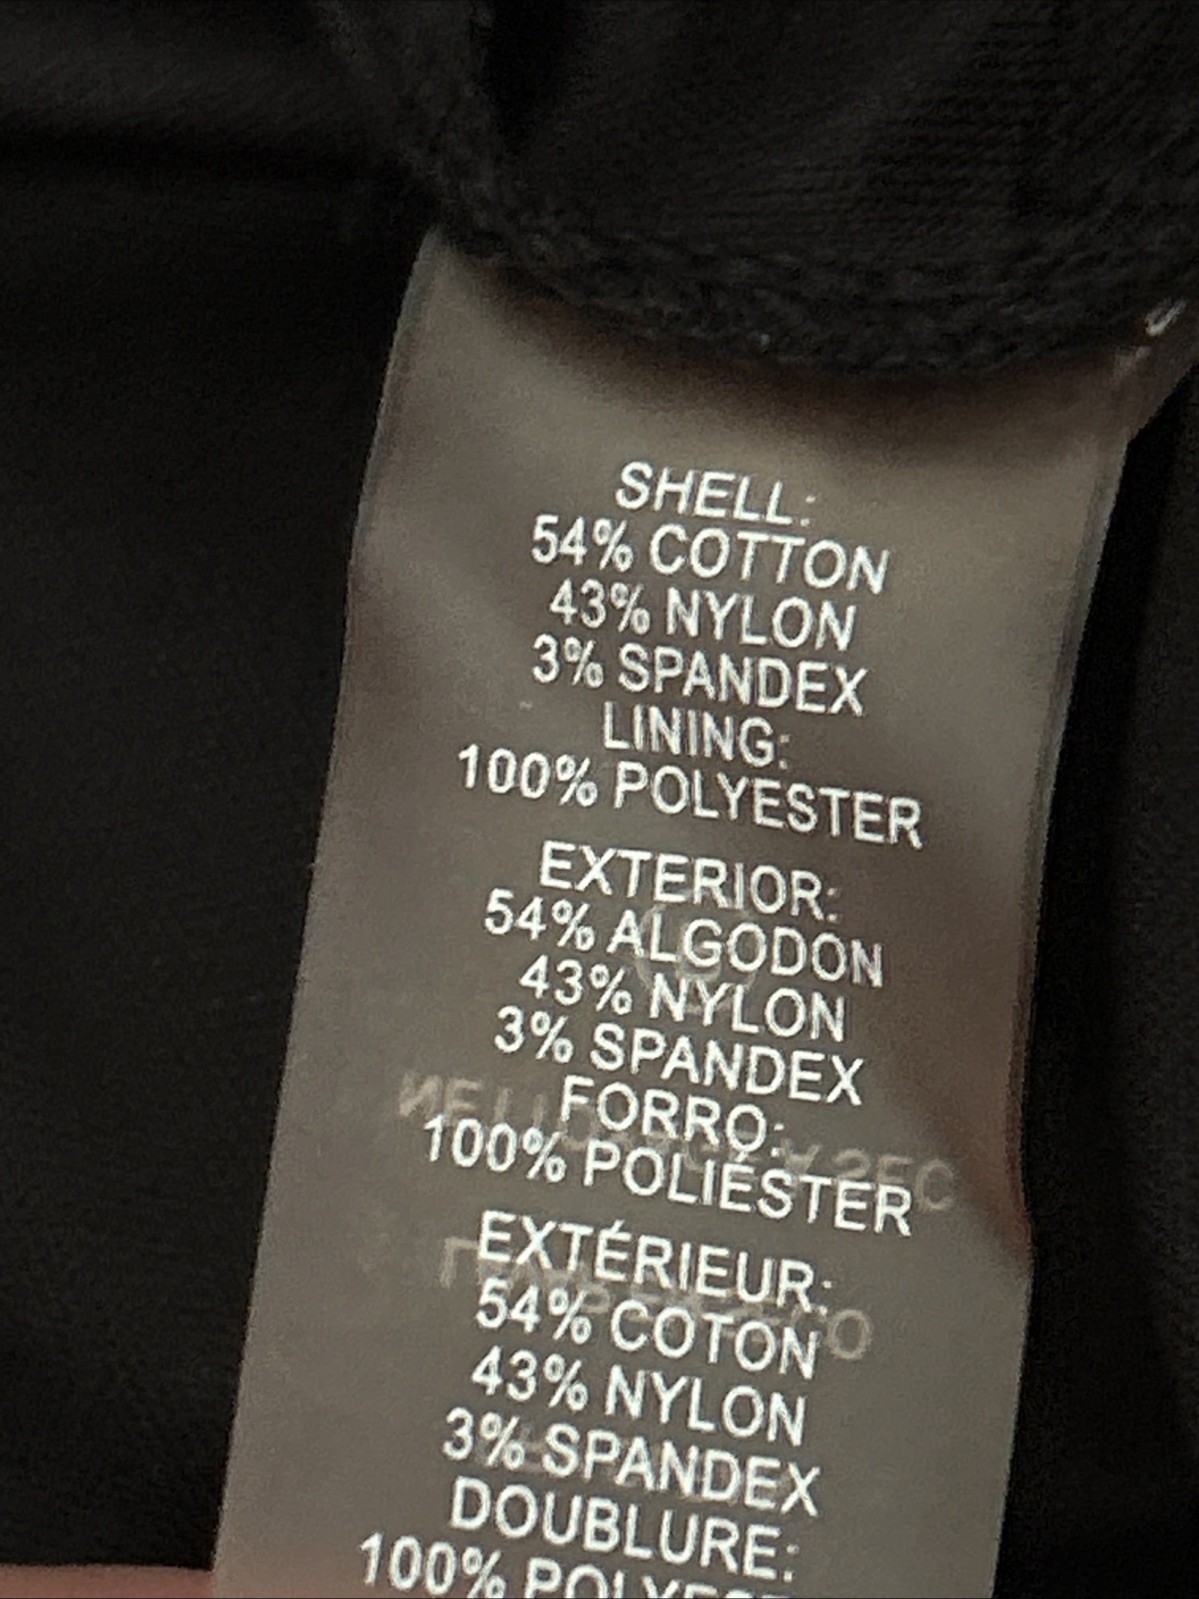 SHELL:
54% COTTON
43% NYLON
3% SPANDEX
LINING:
100% POLYESTER
EXTERIOR:
54% ALGODON
43% NYLON
3% SPANDEX
FORRO:
100% POLIÉSTER
EXTÉRIEUR:
54% COTON
43% NYLON
3% SPANDEX
DOUBLURE:
100%